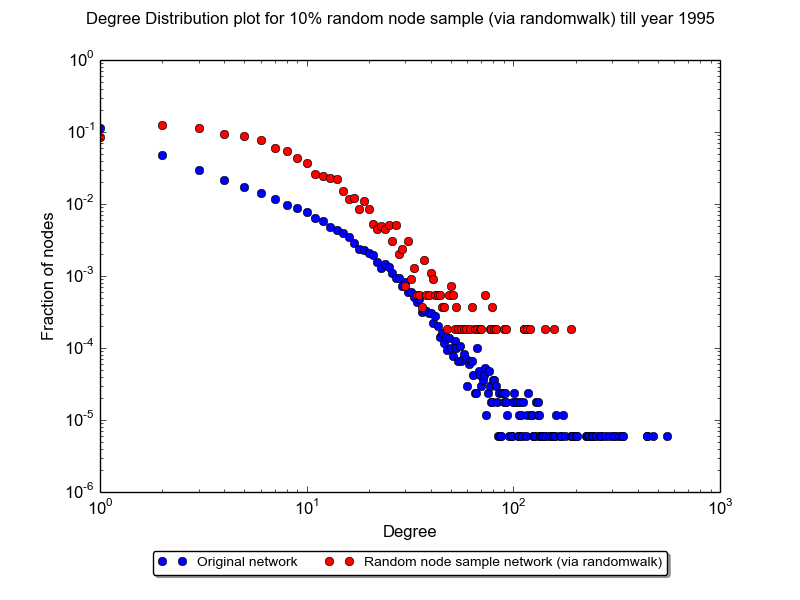 Degree Distribution plot for 10% random node sample (via randomwalk) till year 1995
Fraction of nodes
10^0
10^-1
10^-2
10^-3
10^-4
10^-5
10^-6
10^0 10^1 10^2 10^3
Degree
Original network Random node sample network (via randomwalk)